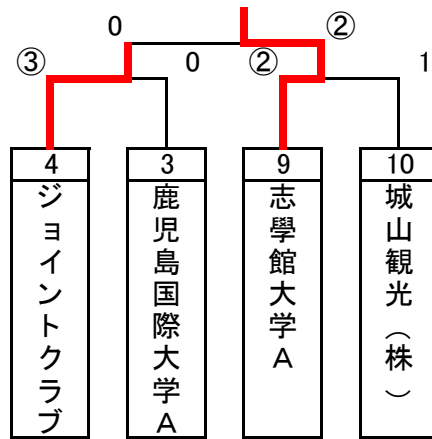 0 ②
③ 0 ② 1
4 3 9 10
ジョイントクラブ
鹿児島国際大学A
志學館大学A
城山観光(株)